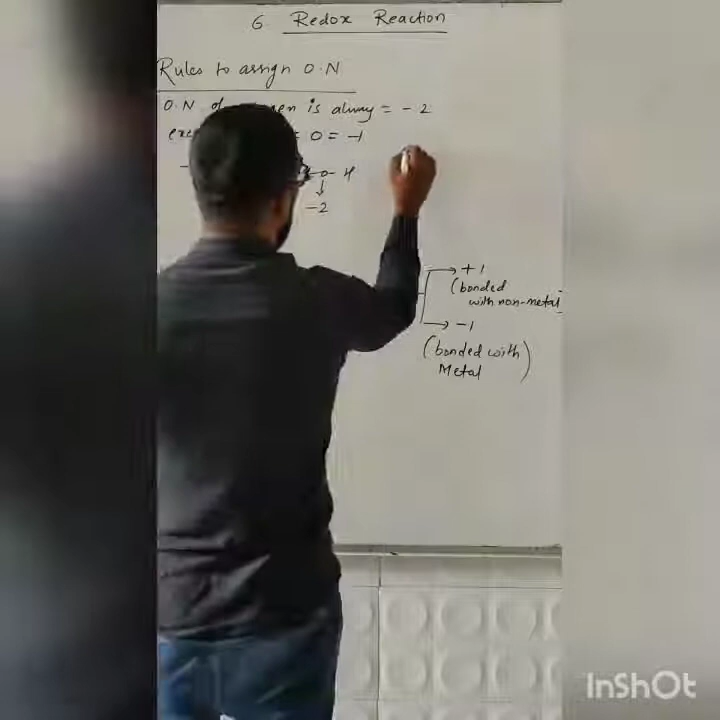 6 Redox Reaction
Rules to assign O.N
O.N is alway = - 2
O = -1
-O- H
↓
-2
→ + 1
(bonded
with non-metal
→ -1
(bonded with)
Metal
InShOt